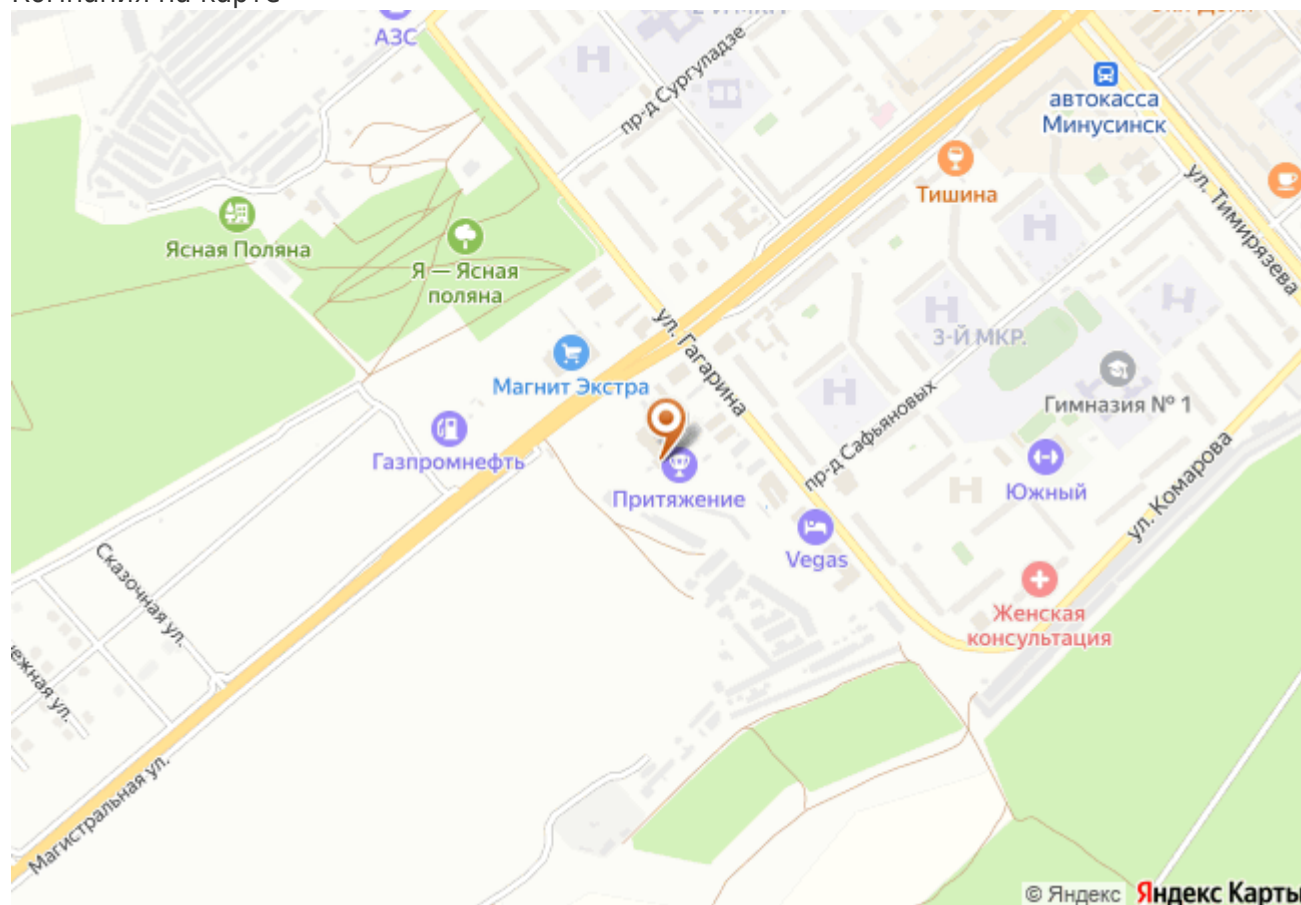 АЗС
пр-д Сургуладзе
автокасса
Минусинск
Тишина
ул. Тимирязева
Ясная Поляна
Я — Ясная
поляна
ул. Гагарина
3-Й МКР.
Магнит Экстра
Гимназия № 1
пр-д Сафьяновых
Газпромнефть
Притяжение
Южный
ул. Комарова
Vegas
Сказочная ул.
Женская
консультация
Магистральная ул.
© Яндекс Яндекс Карты